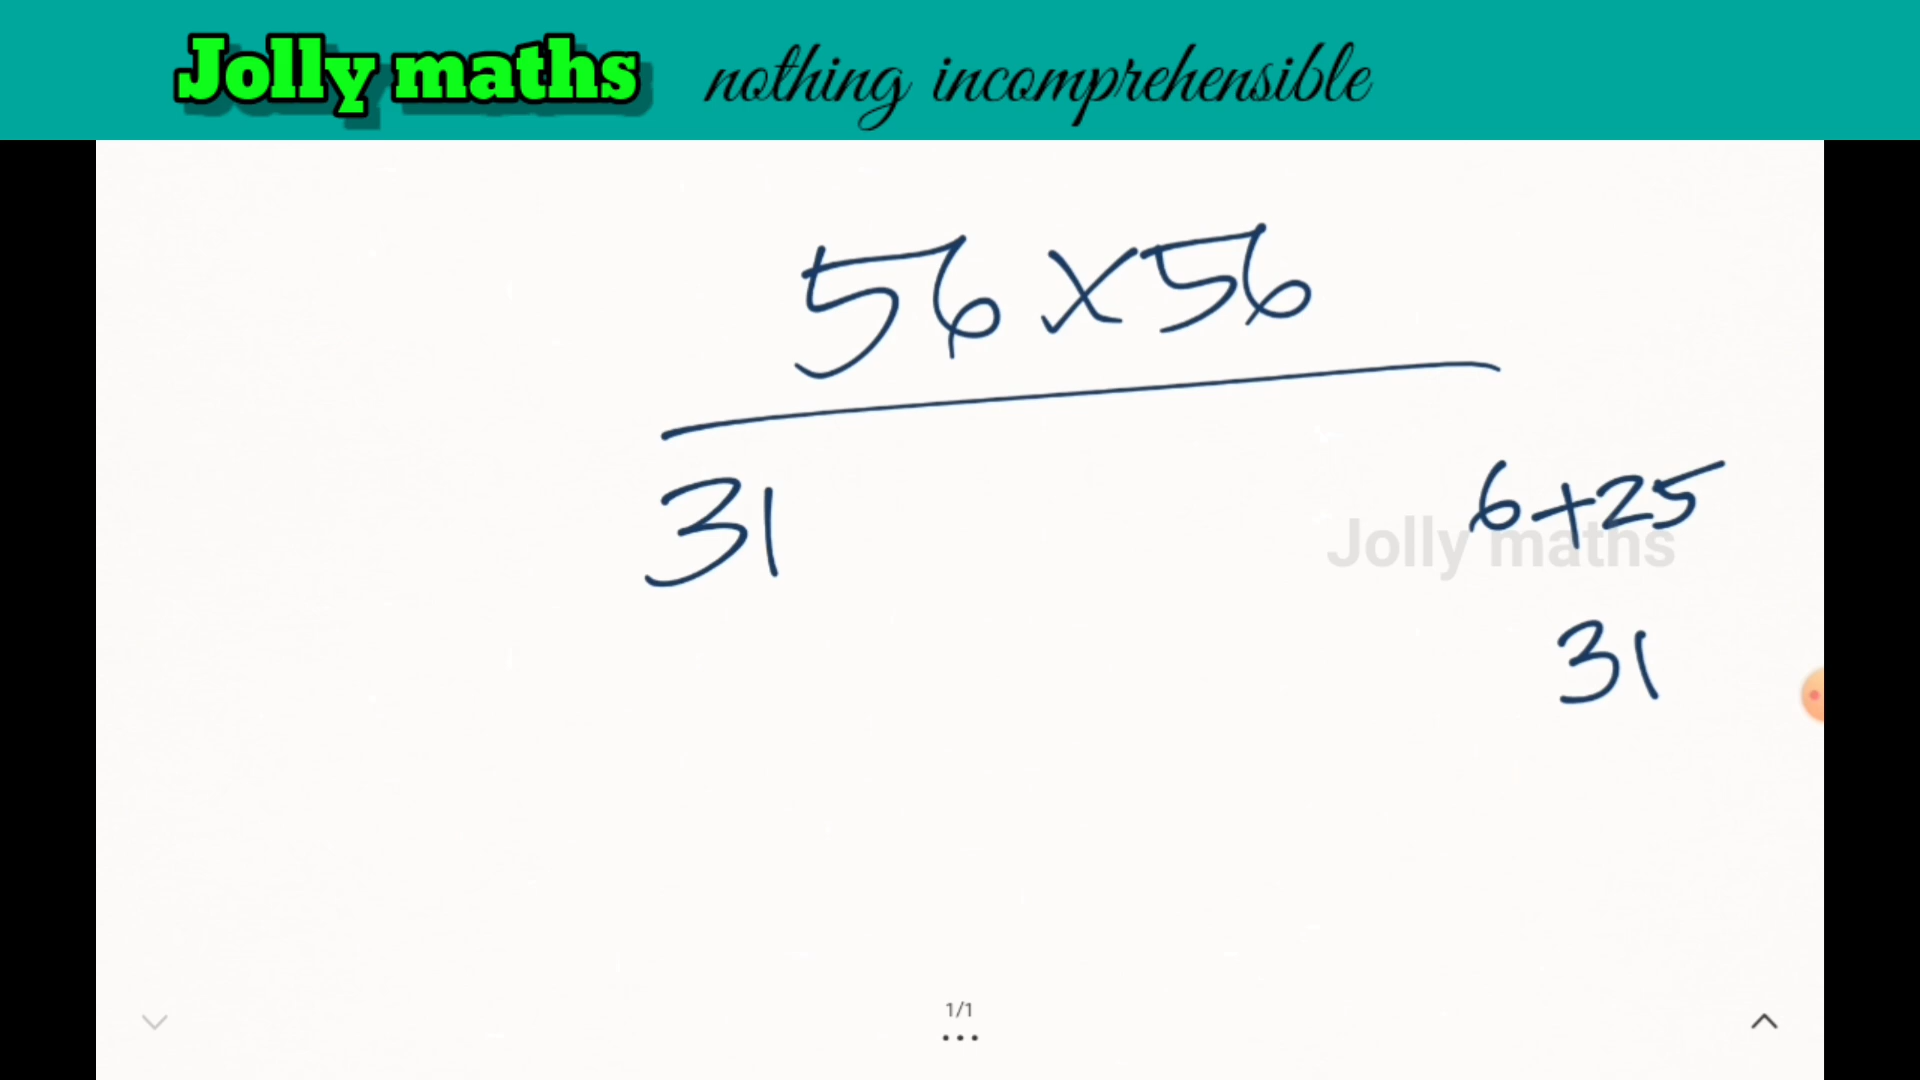 Jolly maths nothing incomprehensible
56×56
31
6+25
Jolly maths
31
1/1